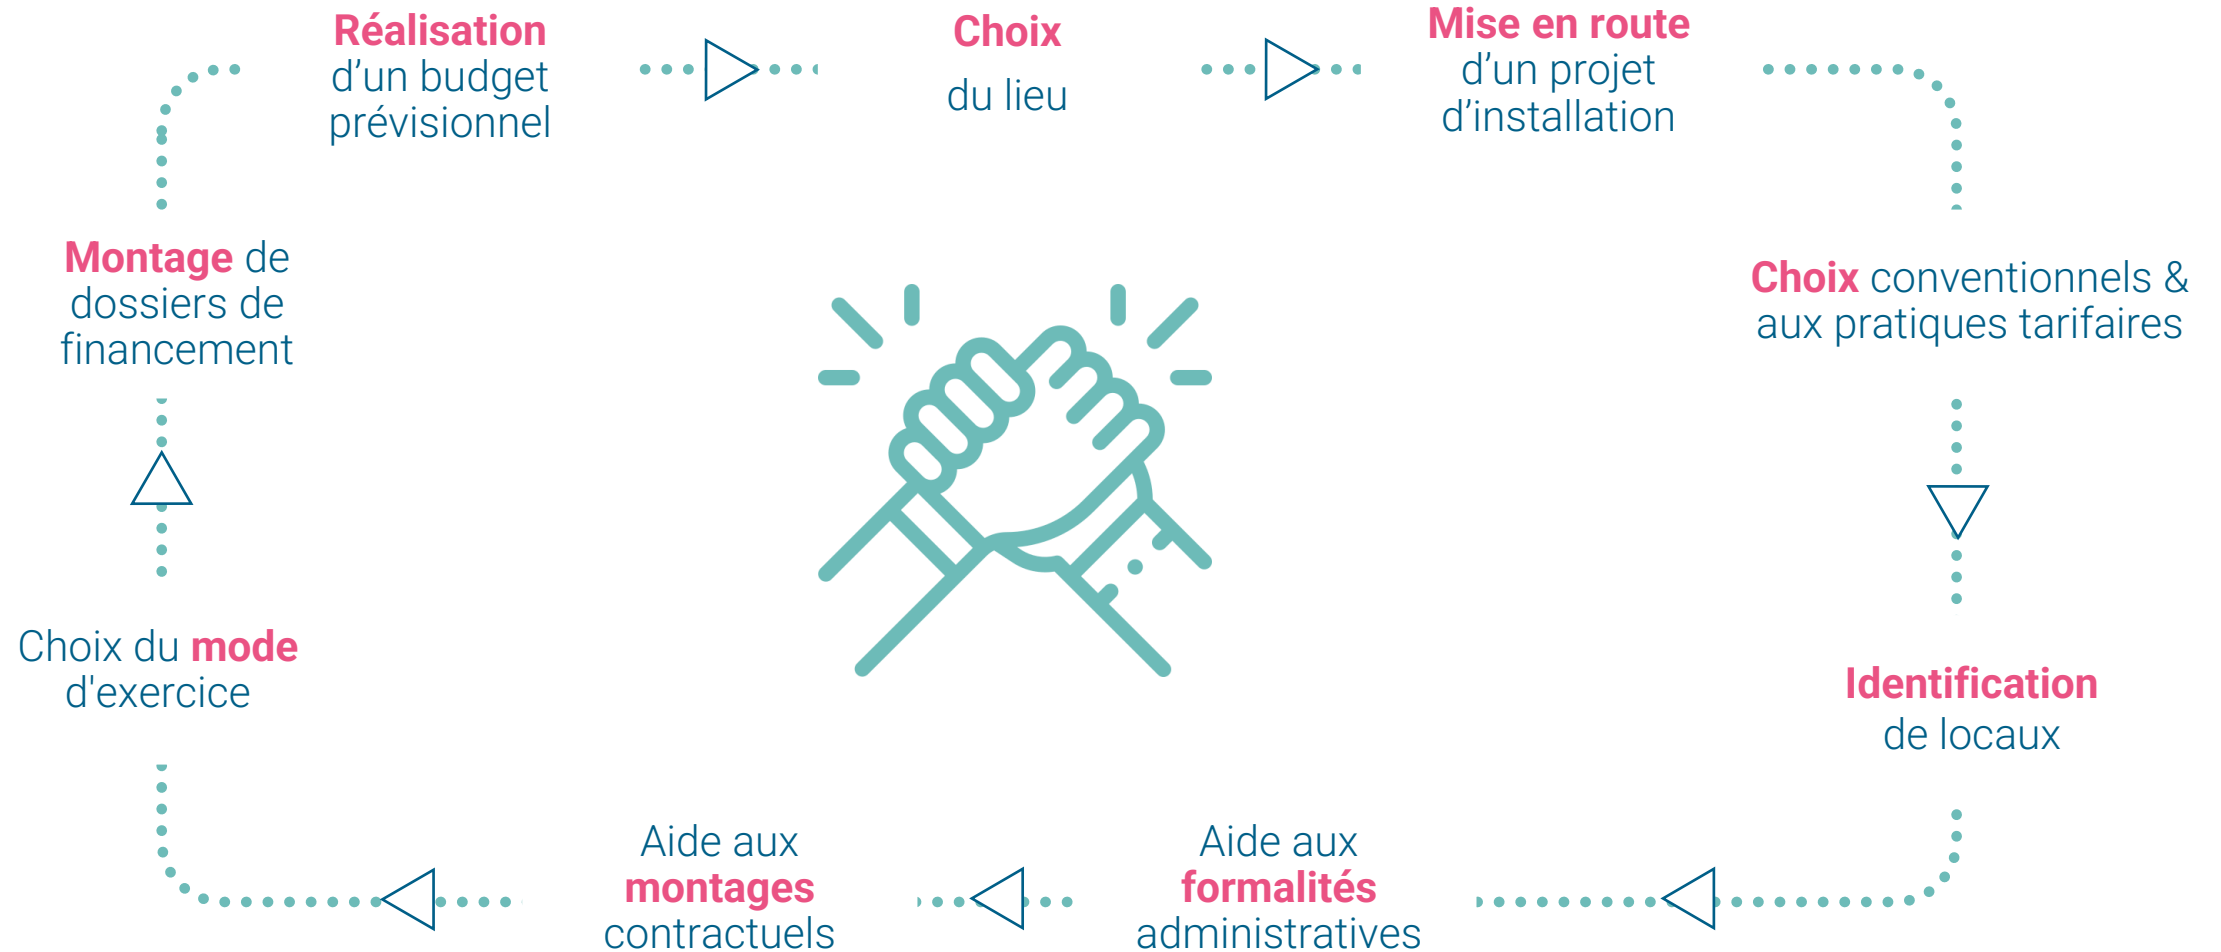 Réalisation
d’un budget
prévisionnel
Choix
du lieu
Mise en route
d’un projet
d’installation
Choix conventionnels &
aux pratiques tarifaires
Identification
de locaux
Aide aux
formalités
administratives
Aide aux
montages
contractuels
Choix du mode
d'exercice
Montage de
dossiers de
financement